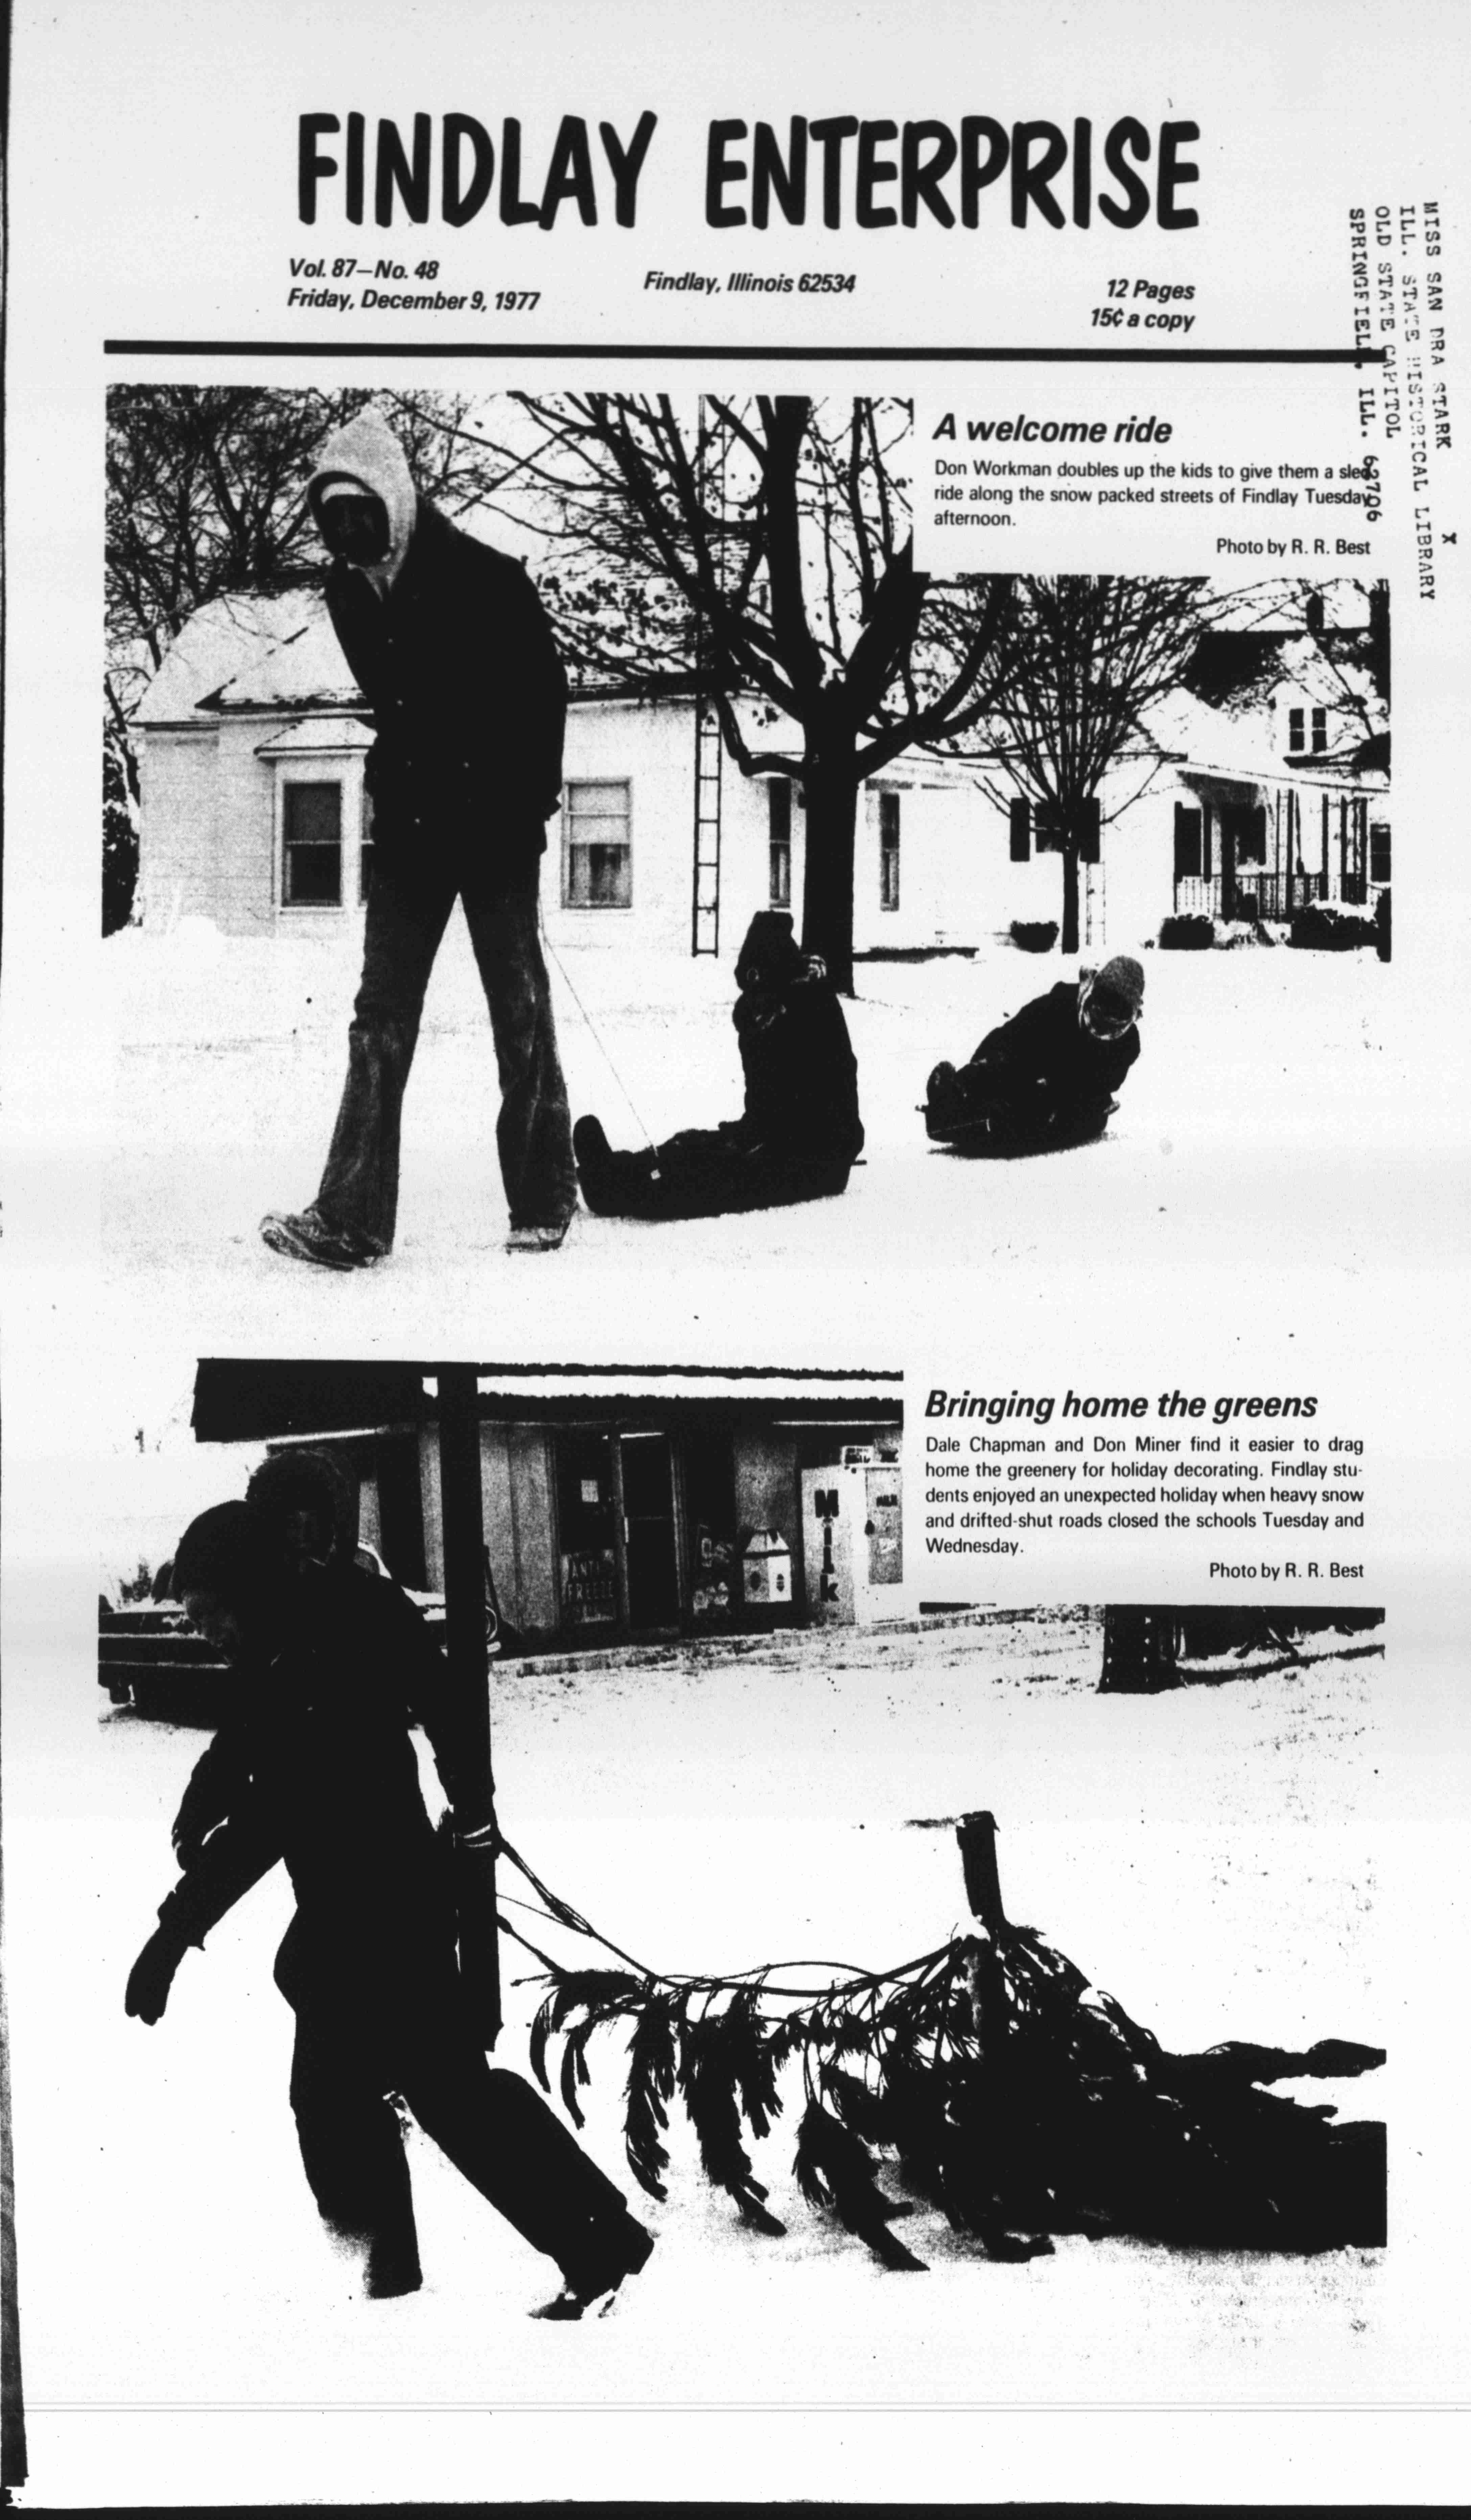 FINDLAY ENTERPRISE
Vol. 87—No. 48
Friday, December 9, 1977
Findlay, Illinois 62534
12 Pages
15¢ a copy
MISS SAN DRA STARK
X
ILL. STATE HISTORICAL LIBRARY
OLD STATE CAPITOL
SPRINGFIELD, ILL. 62706
A welcome ride
Don Workman doubles up the kids to give them a sled
ride along the snow packed streets of Findlay Tuesday
afternoon.
Photo by R. R. Best
Bringing home the greens
Dale Chapman and Don Miner find it easier to drag
home the greenery for holiday decorating. Findlay stu-
dents enjoyed an unexpected holiday when heavy snow
and drifted-shut roads closed the schools Tuesday and
Wednesday.
Photo by R. R. Best
Milk
ANTI
FREEZE